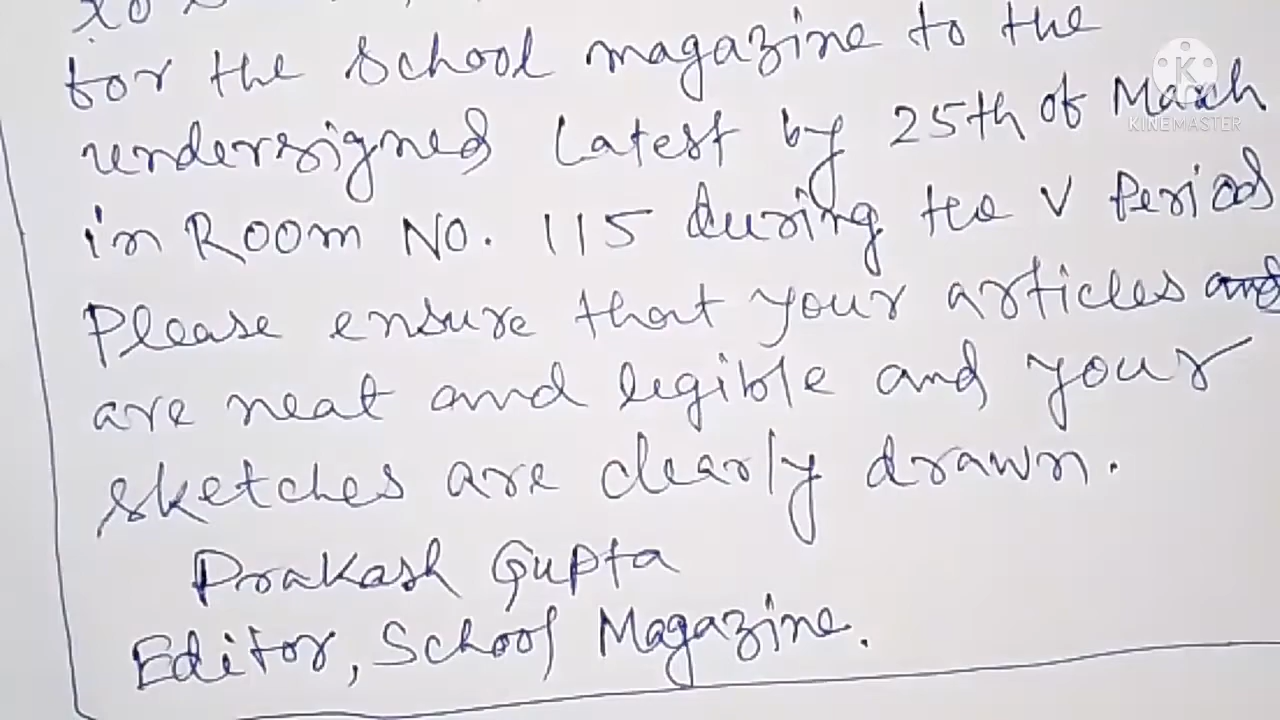 for the school magazine to the
undersigned latest by 25th of March
in Room No. 115 during the V Period
Please ensure that your articles
are neat and legible and your
sketches are clearly drawn.
Prakash Gupta
Editor, School Magazine.
KINEMASTER